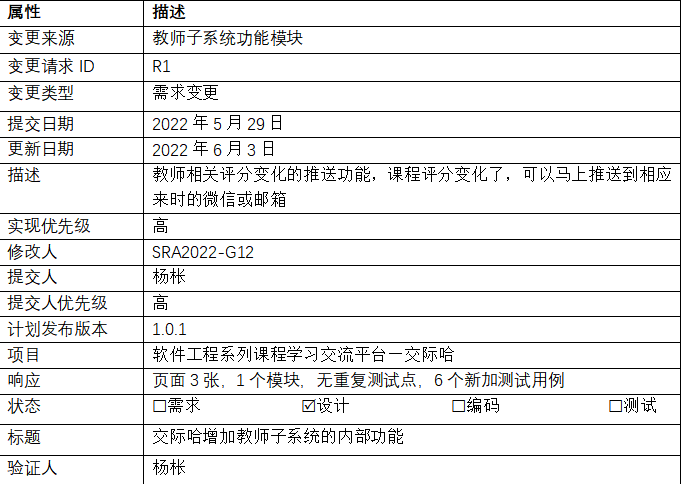 属性 描述
变更来源 教师子系统功能模块
变更请求 ID R1
变更类型 需求变更
提交日期 2022 年 5 月 29 日
更新日期 2022 年 6 月 3 日
描述 教师相关评分变化的推送功能，课程评分变化了，可以马上推送到相应
来时的微信或邮箱
实现优先级 高
修改人 SRA2022-G12
提交人 杨枨
提交人优先级 高
计划发布版本 1.0.1
项目 软件工程系列课程学习交流平台—交际哈
响应 页面 3 张，1 个模块，无重复测试点，6 个新加测试用例
状态 ☐需求 ☑设计 ☐编码 ☐测试
标题 交际哈增加教师子系统的内部功能
验证人 杨枨